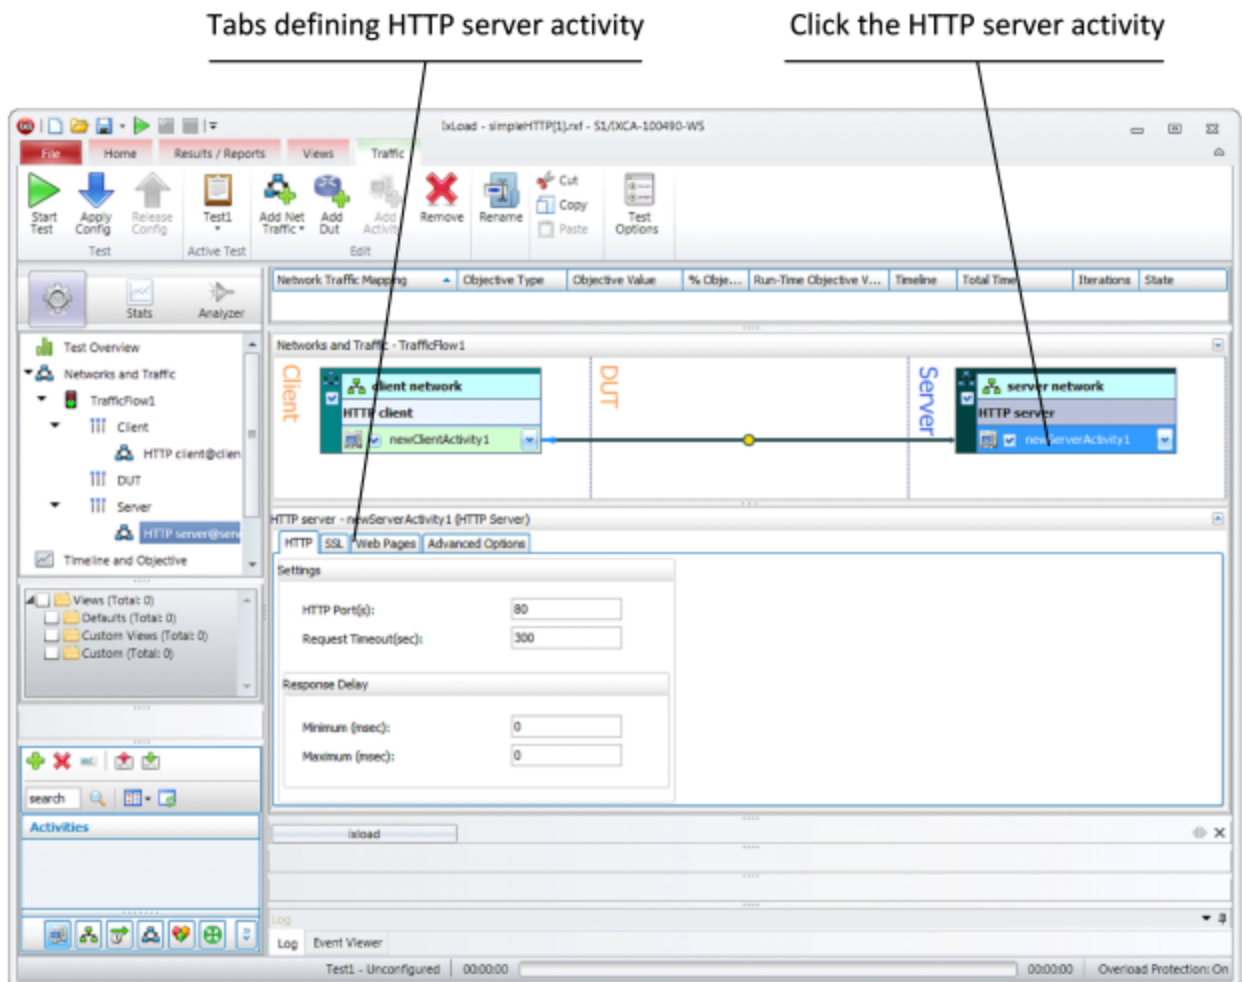 Tabs defining HTTP server activity
Click the HTTP server activity
IxLoad - simpleHTTP[1].rxf - S1/IXCA-100490-WS
File Home Results / Reports Views Traffic
Start Test
Apply Config
Release Config
Test1
Add Net Traffic
Add Dut
Add Activity
Remove
Rename
Cut
Copy
Paste
Test Options
Test Active Test Edit
Stats Analyzer
Network Traffic Mapping Objective Type Objective Value % Obje... Run-Time Objective V... Timeline Total Time Iterations State
Test Overview
Networks and Traffic
TrafficFlow1
Client
HTTP client@clien
DUT
Server
HTTP server@serv
Timeline and Objective
Networks and Traffic - TrafficFlow1
Client
client network
HTTP client
newClientActivity1
DUT
Server
server network
HTTP server
newServerActivity1
HTTP server - newServerActivity1 (HTTP Server)
HTTP SSL Web Pages Advanced Options
Settings
HTTP Port(s): 80
Request Timeout(sec): 300
Response Delay
Minimum (msec): 0
Maximum (msec): 0
Views (Total: 0)
Defaults (Total: 0)
Custom Views (Total: 0)
Custom (Total: 0)
search
Activities
ixload
Log
Log Event Viewer
Test1 - Unconfigured 00:00:00 00:00:00 Overload Protection: On